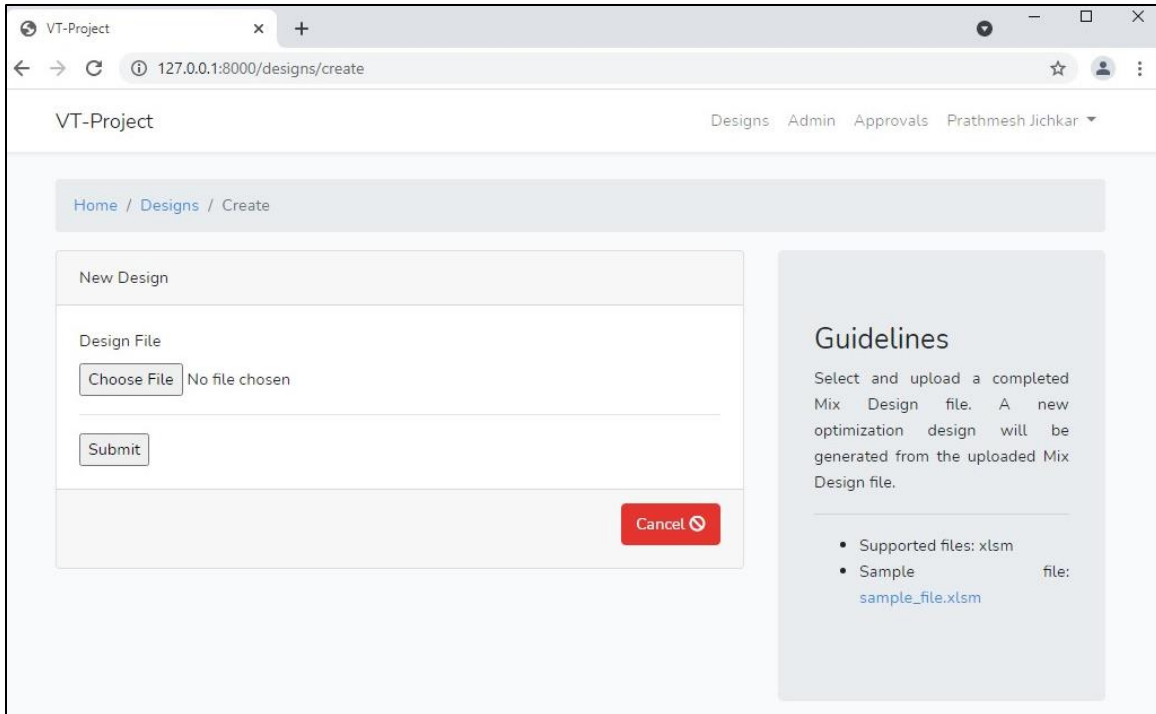 VT-Project
127.0.0.1:8000/designs/create
VT-Project
Designs Admin Approvals Prathmesh Jichkar
Home / Designs / Create
New Design
Design File
Choose File No file chosen
Submit
Cancel
Guidelines
Select and upload a completed
Mix Design file. A new
optimization design will be
generated from the uploaded Mix
Design file.
• Supported files: xlsm
• Sample file:
sample_file.xlsm